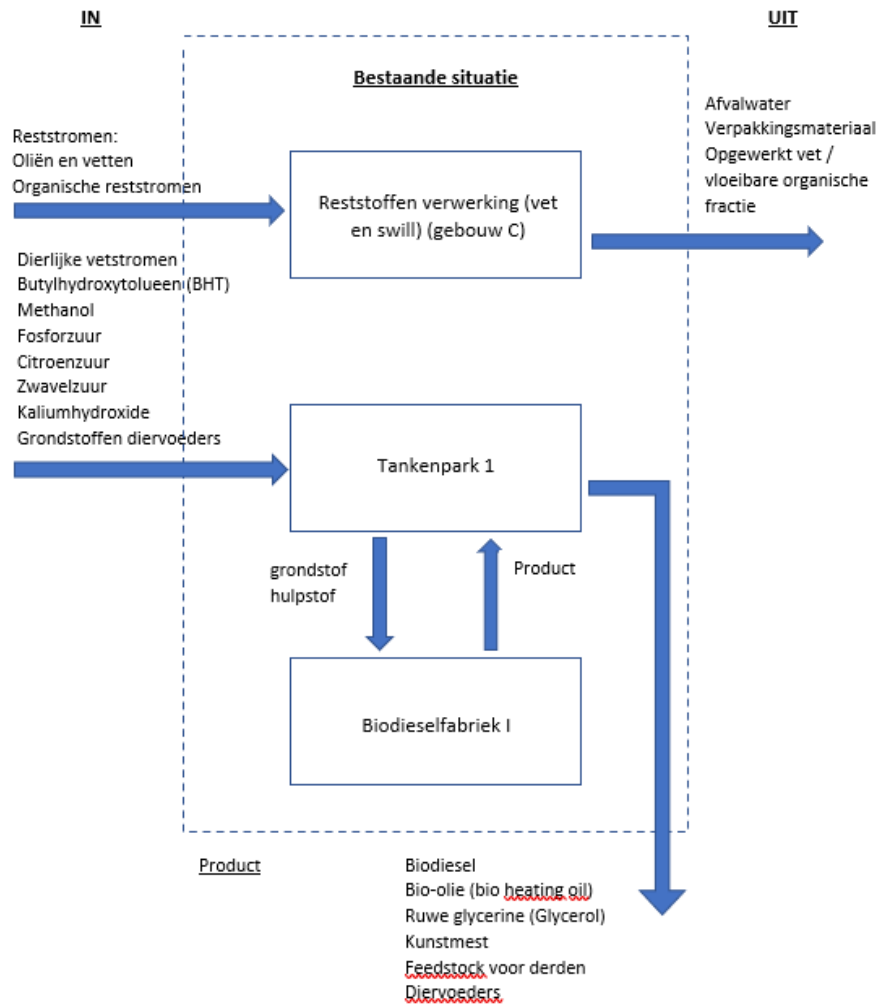 IN
UIT
Bestaande situatie
Reststromen:
Oliën en vetten
Organische reststromen
Reststoffen verwerking (vet
en swill) (gebouw C)
Afvalwater
Verpakkingsmateriaal
Opgewerkt vet /
vloeibare organische
fractie
Dierlijke vetstromen
Butylhydroxytolueen (BHT)
Methanol
Fosforzuur
Citroenzuur
Zwavelzuur
Kaliumhydroxide
Grondstoffen diervoeders
Tankenpark 1
grondstof
hulpstof
Product
Biodieselfabriek I
Product
Biodiesel
Bio-olie (bio heating oil)
Ruwe glycerine (Glycerol)
Kunstmest
Feedstock voor derden
Diervoeders